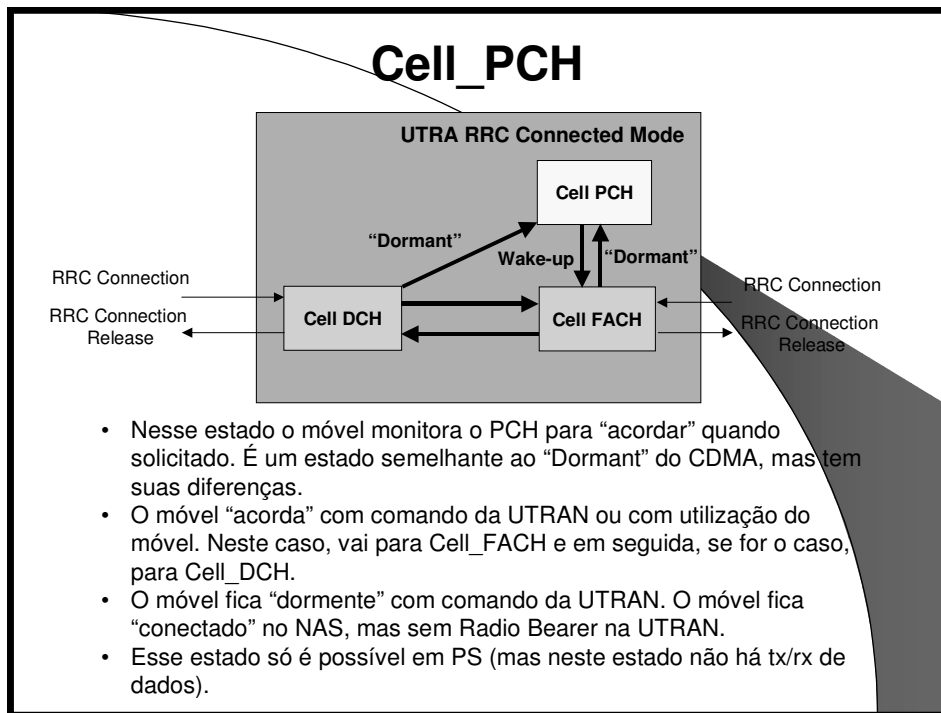 Cell_PCH
UTRA RRC Connected Mode
Cell PCH
“Dormant”
Wake-up
“Dormant”
RRC Connection
RRC Connection
Release
Cell DCH
Cell FACH
RRC Connection
RRC Connection
Release
• Nesse estado o móvel monitora o PCH para “acordar” quando
solicitado. É um estado semelhante ao “Dormant” do CDMA, mas tem
suas diferenças.
• O móvel “acorda” com comando da UTRAN ou com utilização do
móvel. Neste caso, vai para Cell_FACH e em seguida, se for o caso,
para Cell_DCH.
• O móvel fica “dormente” com comando da UTRAN. O móvel fica
“conectado” no NAS, mas sem Radio Bearer na UTRAN.
• Esse estado só é possível em PS (mas neste estado não há tx/rx de
dados).